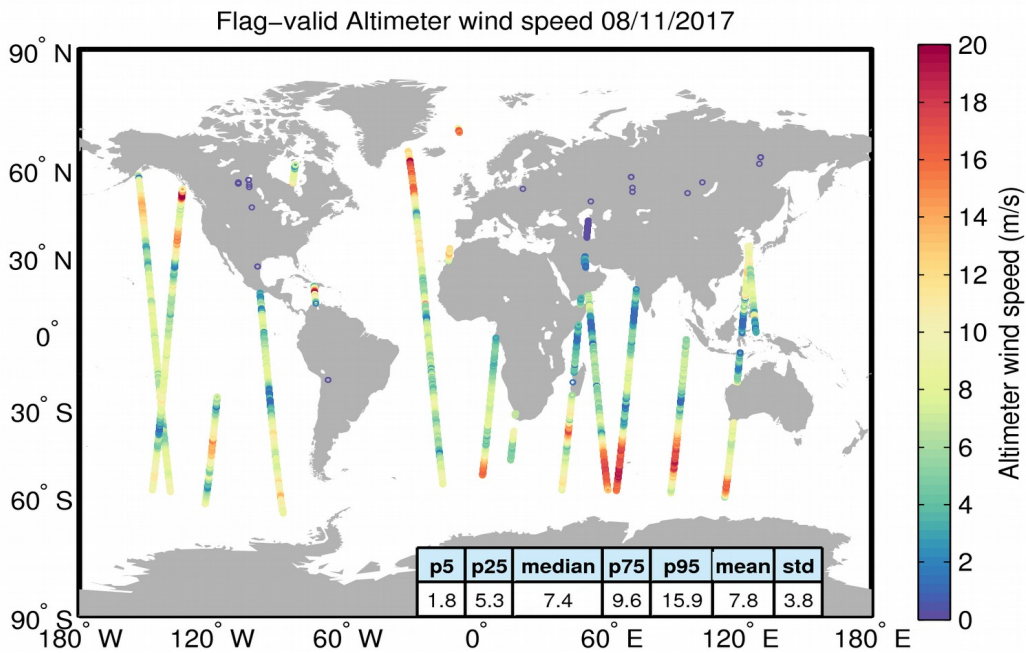 Flag−valid Altimeter wind speed 08/11/2017
90° N
60° N
30° N
0°
30° S
60° S
90° S
180° W
120° W
60° W
0°
60° E
120° E
180° E
p5 p25 median p75 p95 mean std
1.8 5.3 7.4 9.6 15.9 7.8 3.8
20
18
16
14
12
10
8
6
4
2
0
Altimeter wind speed (m/s)